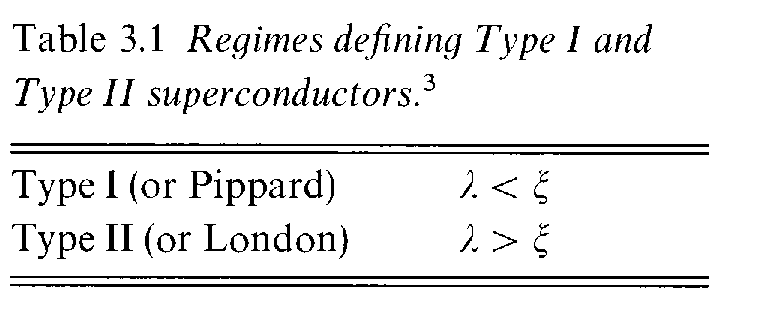 Table 3.1 Regimes defining Type I and
Type II superconductors.³
Type I (or Pippard) λ < ξ
Type II (or London) λ > ξ